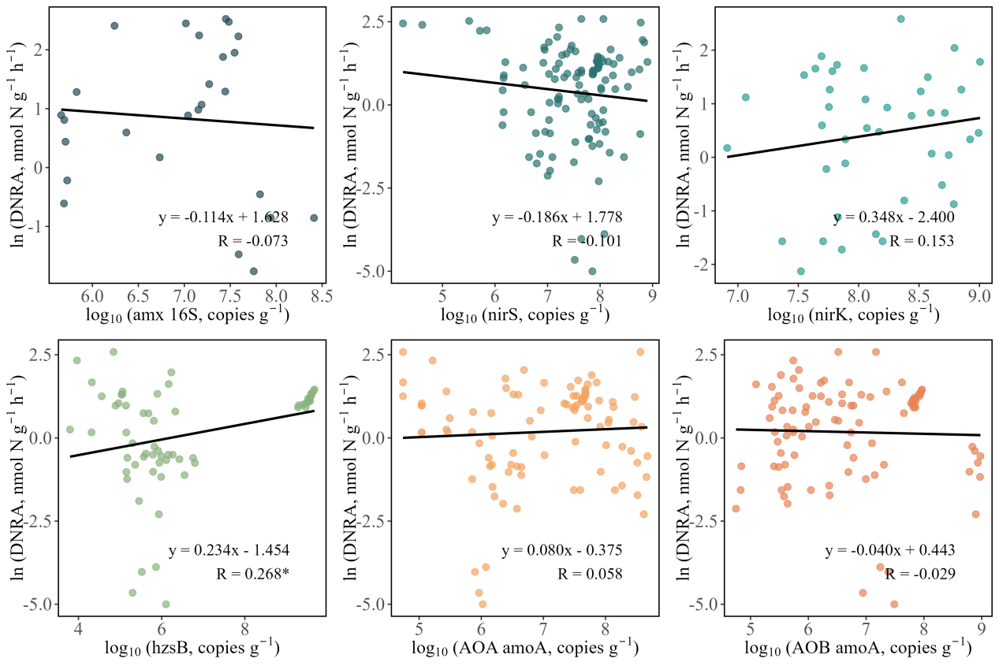 ln (DNRA, nmol N g⁻¹ h⁻¹)
2
1
0
-1
y = -0.114x + 1.628
R = -0.073
6.0 6.5 7.0 7.5 8.0 8.5
log₁₀ (amx 16S, copies g⁻¹)
ln (DNRA, nmol N g⁻¹ h⁻¹)
2.5
0.0
-2.5
-5.0
y = -0.186x + 1.778
R = -0.101
5 6 7 8 9
log₁₀ (nirS, copies g⁻¹)
ln (DNRA, nmol N g⁻¹ h⁻¹)
2
1
0
-1
-2
y = 0.348x - 2.400
R = 0.153
7.0 7.5 8.0 8.5 9.0
log₁₀ (nirK, copies g⁻¹)
ln (DNRA, nmol N g⁻¹ h⁻¹)
2.5
0.0
-2.5
-5.0
y = 0.234x - 1.454
R = 0.268*
4 6 8
log₁₀ (hzsB, copies g⁻¹)
ln (DNRA, nmol N g⁻¹ h⁻¹)
2.5
0.0
-2.5
-5.0
y = 0.080x - 0.375
R = 0.058
5 6 7 8
log₁₀ (AOA amoA, copies g⁻¹)
ln (DNRA, nmol N g⁻¹ h⁻¹)
2.5
0.0
-2.5
-5.0
y = -0.040x + 0.443
R = -0.029
5 6 7 8 9
log₁₀ (AOB amoA, copies g⁻¹)